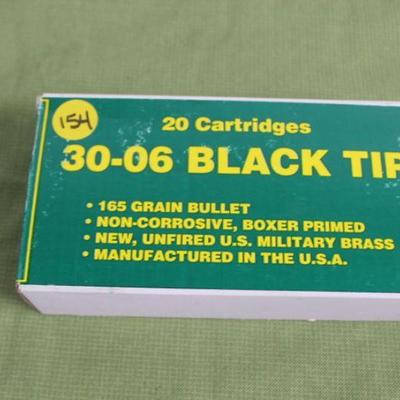 154
20 Cartridges
30-06 BLACK TIP
• 165 GRAIN BULLET
• NON-CORROSIVE, BOXER PRIMED
• NEW, UNFIRED U.S. MILITARY BRASS
• MANUFACTURED IN THE U.S.A.